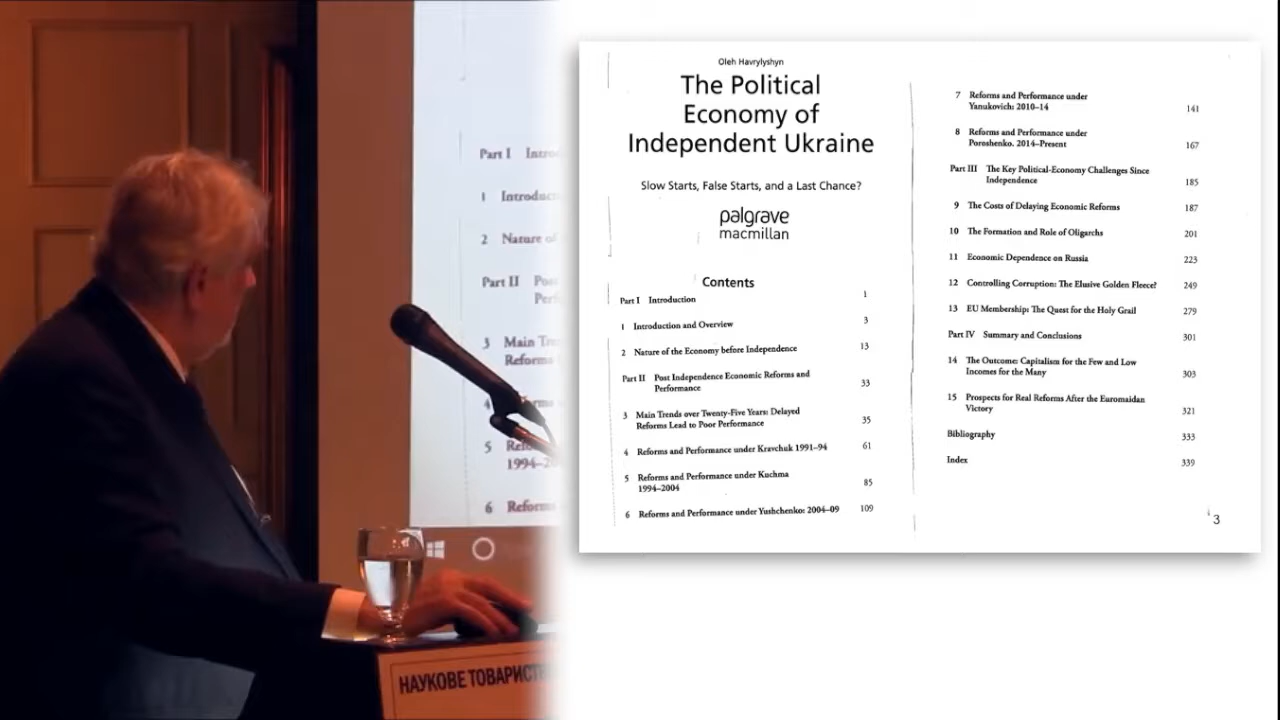 Part I
1
2 Nature of
Part II
3 Main
Reforms
5
1994-2
6 Reforms
НАУКОВЕ ТОВАРИСТ
Oleh Havrylyshyn
The Political
Economy of
Independent Ukraine
Slow Starts, False Starts, and a Last Chance?
palgrave
macmillan
Contents
Part I Introduction 1
1 Introduction and Overview 3
2 Nature of the Economy before Independence 13
Part II Post Independence Economic Reforms and
Performance 33
3 Main Trends over Twenty-Five Years: Delayed
Reforms Lead to Poor Performance 35
4 Reforms and Performance under Kravchuk 1991–94 61
5 Reforms and Performance under Kuchma
1994–2004 85
6 Reforms and Performance under Yushchenko: 2004–09 109
7 Reforms and Performance under
Yanukovich: 2010–14 141
8 Reforms and Performance under
Poroshenko. 2014–Present 167
Part III The Key Political-Economy Challenges Since
Independence 185
9 The Costs of Delaying Economic Reforms 187
10 The Formation and Role of Oligarchs 201
11 Economic Dependence on Russia 223
12 Controlling Corruption: The Elusive Golden Fleece? 249
13 EU Membership: The Quest for the Holy Grail 279
Part IV Summary and Conclusions 301
14 The Outcome: Capitalism for the Few and Low
Incomes for the Many 303
15 Prospects for Real Reforms After the Euromaidan
Victory 321
Bibliography 333
Index 339
3